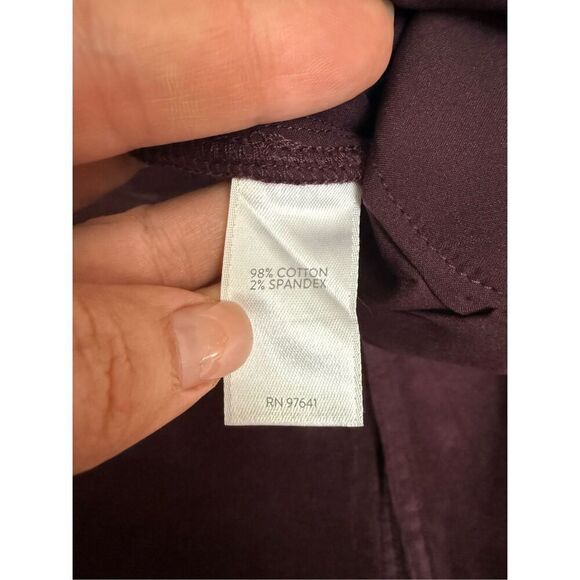 98% COTTON
2% SPANDEX
RN 97641